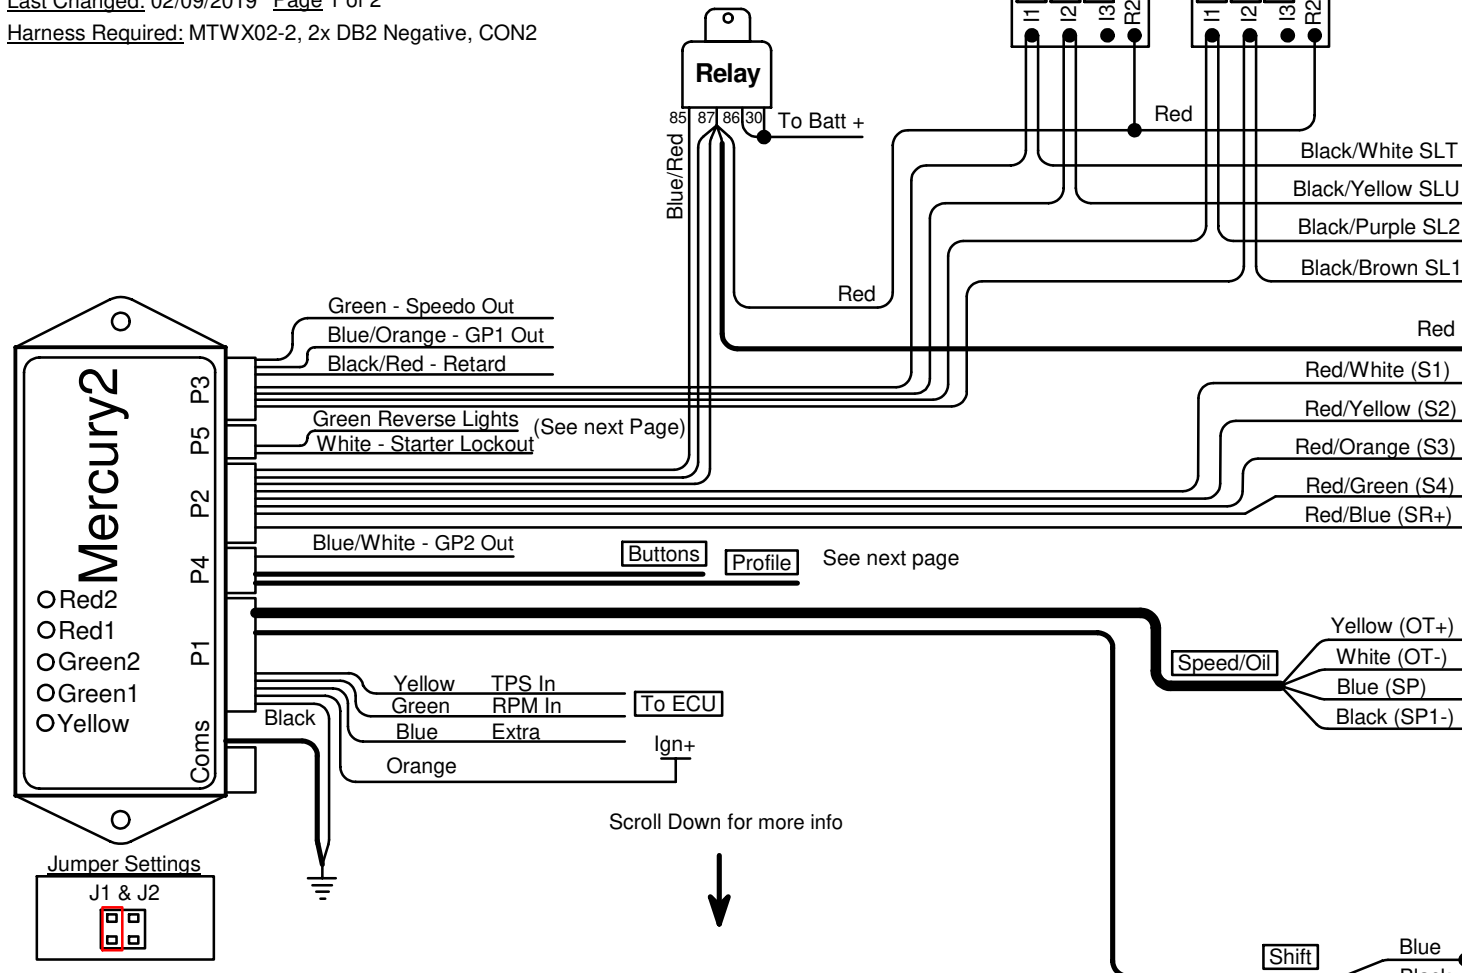 Last Changed: 02/09/2019 Page 1 of 2
Harness Required: MTWX02-2, 2x DB2 Negative, CON2
I1 I2 I3 R2
I1 I2 I3 R2
Relay
85 87 86 30
To Batt +
Blue/Red
Red
Red
Black/White SLT
Black/Yellow SLU
Black/Purple SL2
Black/Brown SL1
Red
Red/White (S1)
Red/Yellow (S2)
Red/Orange (S3)
Red/Green (S4)
Red/Blue (SR+)
Green - Speedo Out
Blue/Orange - GP1 Out
Black/Red - Retard
Green Reverse Lights
White - Starter Lockout
(See next Page)
Blue/White - GP2 Out
Buttons
Profile
See next page
Mercury2
P3
P5
P2
P4
P1
Coms
Red2
Red1
Green2
Green1
Yellow
Black
Yellow TPS In
Green RPM In
Blue Extra
Orange
To ECU
Ign+
Speed/Oil
Yellow (OT+)
White (OT-)
Blue (SP)
Black (SP1-)
Scroll Down for more info
Jumper Settings
J1 & J2
Shift
Blue
Black